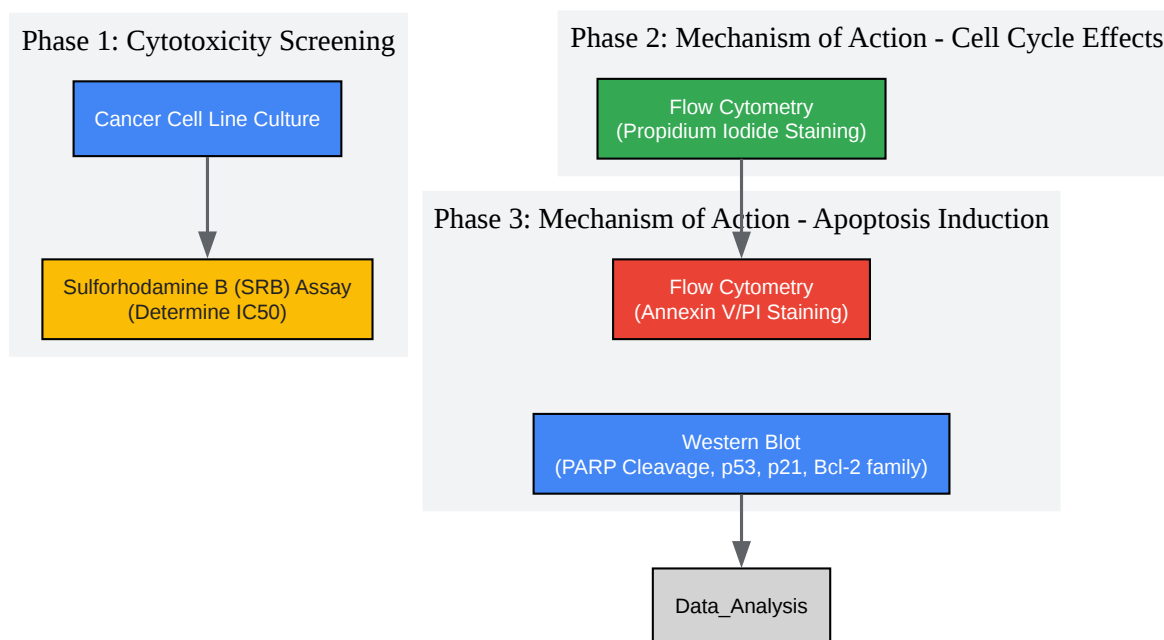 Phase 1: Cytotoxicity Screening
Cancer Cell Line Culture
Sulforhodamine B (SRB) Assay
(Determine IC50)
Phase 2: Mechanism of Action - Cell Cycle Effects
Flow Cytometry
(Propidium Iodide Staining)
Phase 3: Mechanism of Action - Apoptosis Induction
Flow Cytometry
(Annexin V/PI Staining)
Western Blot
(PARP Cleavage, p53, p21, Bcl-2 family)
Data_Analysis